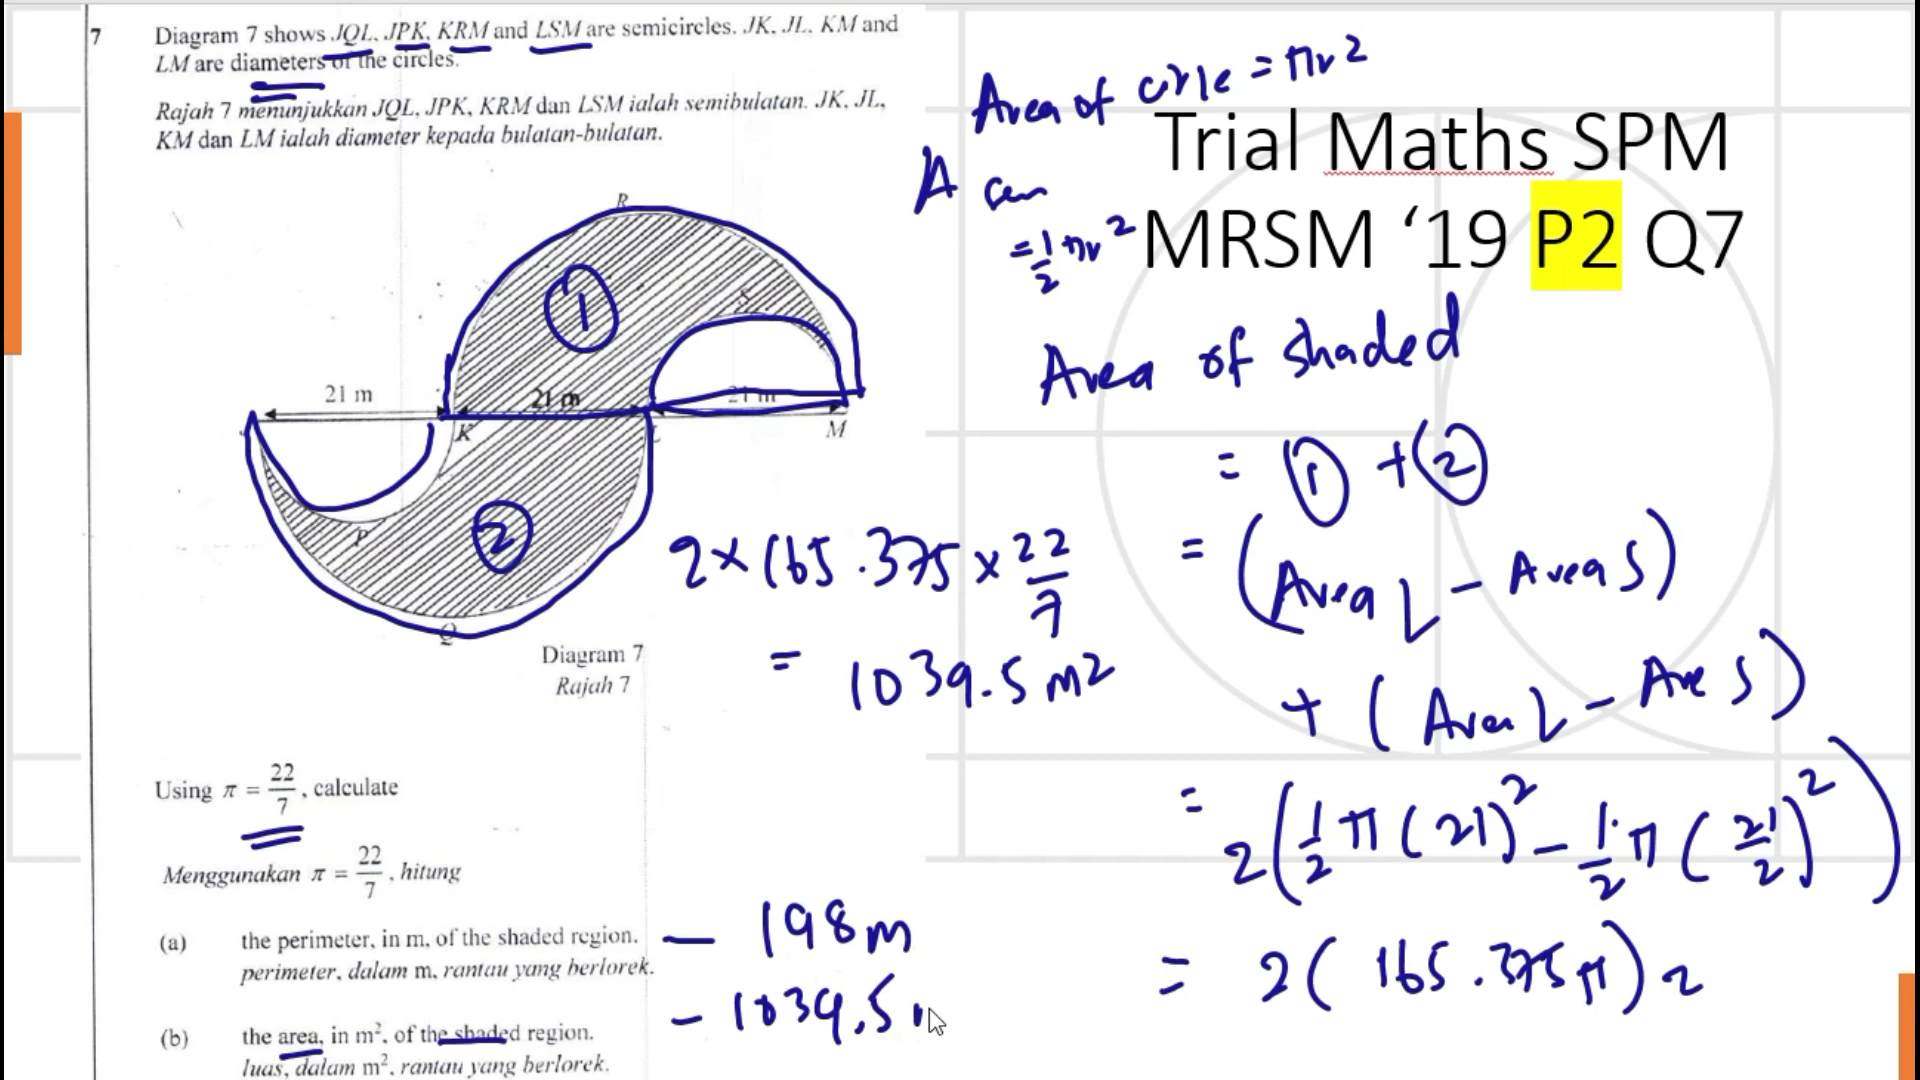 7 Diagram 7 shows JQL, JPK, KRM and LSM are semicircles. JK, JL, KM and
LM are diameters of the circles.
Rajah 7 menunjukkan JQL, JPK, KRM dan LSM ialah semibulatan. JK, JL,
KM dan LM ialah diameter kepada bulatan-bulatan.
R
S
1
21 m
21 m
21 m
K
L
M
P
2
Q
Diagram 7
Rajah 7
Using π = 22/7, calculate
Menggunakan π = 22/7, hitung
(a) the perimeter, in m, of the shaded region. – 198m
perimeter, dalam m, rantau yang berlorek.
(b) the area, in m², of the shaded region. – 1039.5
luas, dalam m², rantau yang berlorek.
2 × 165.375 × 22/7
= 1039.5 m2
Area of circle = πr2
Trial Maths SPM
MRSM ‘19 P2 Q7
A
= 1/2 πr2
Area of shaded
= 1 + 2
= (Area L - Area S)
+ (Area L - Are S)
= 2(1/2 π(21)2 - 1/2 π(21/2)2)
= 2(165.375π) 2